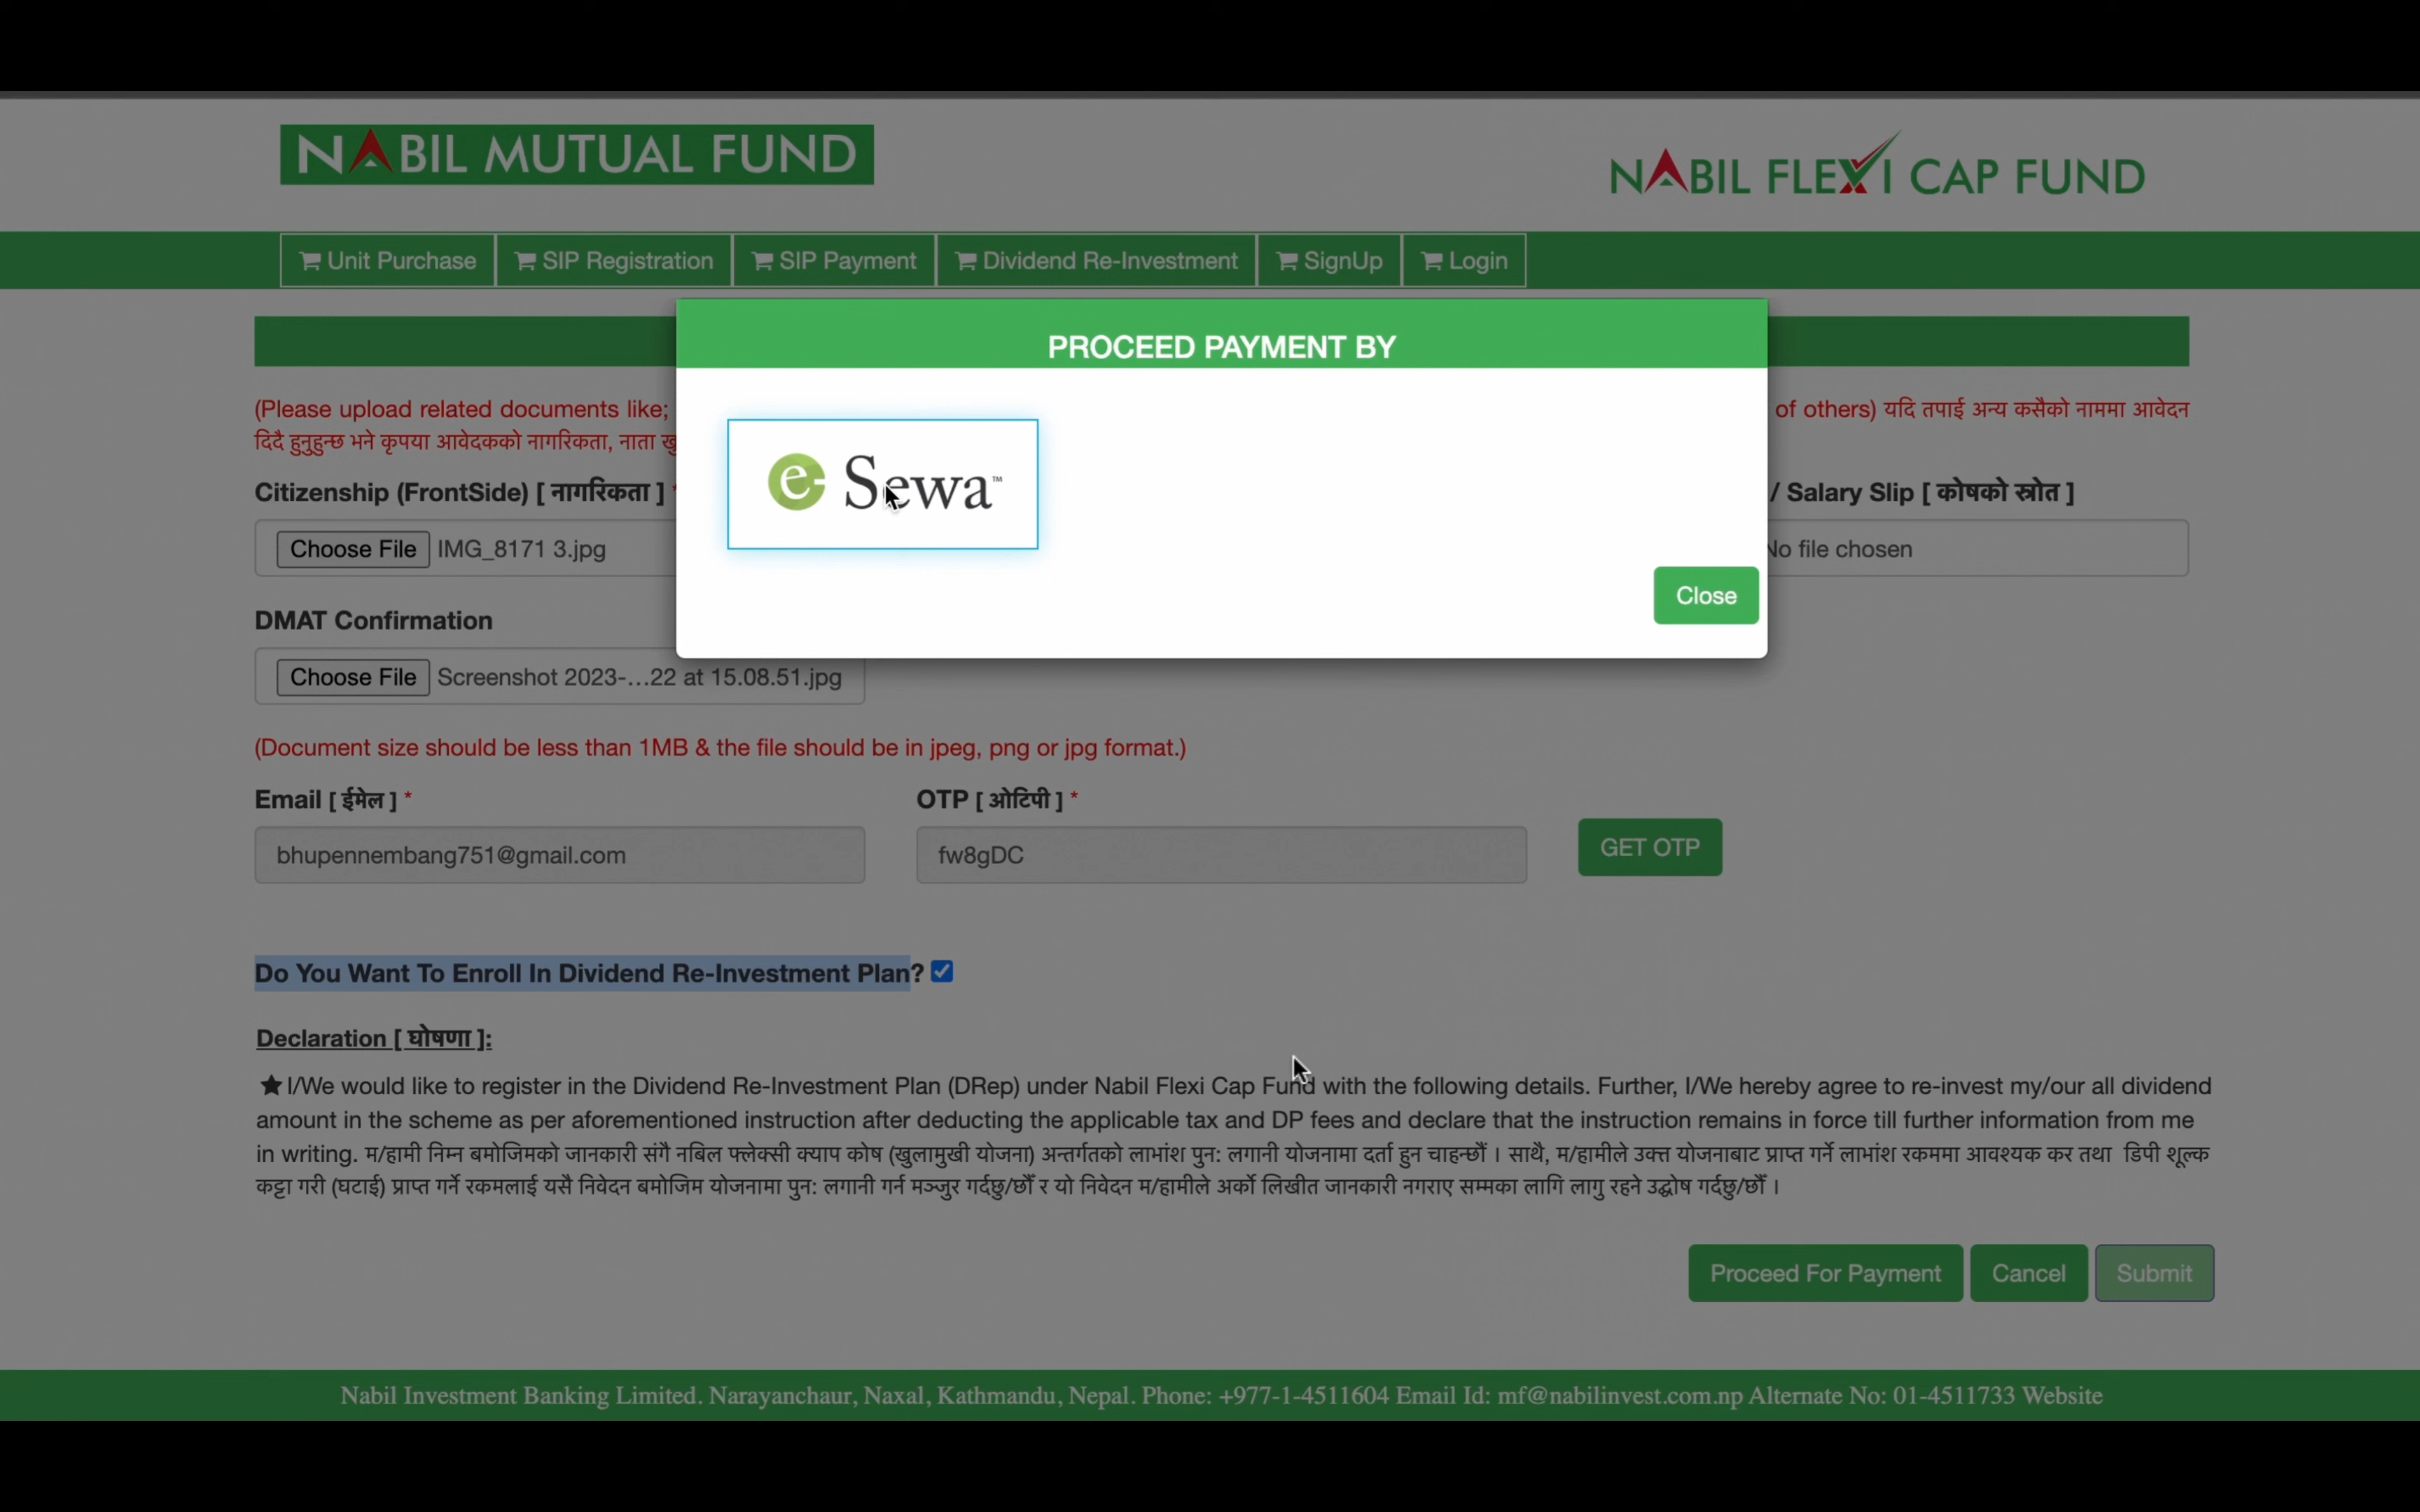 NABIL MUTUAL FUND
NABIL FLEXI CAP FUND
Unit Purchase SIP Registration SIP Payment Dividend Re-Investment SignUp Login
PROCEED PAYMENT BY
(Please upload related documents like; of others) यदि तपाई अन्य कसैको नाममा आवेदन
दिदै हुनुहुन्छ भने कृपया आवेदकको नागरिकता, नाता
e Sewa™
Citizenship (FrontSide) [ नागरिकता ] / Salary Slip [ कोषको स्रोत ]
Choose File IMG_8171 3.jpg No file chosen
Close
DMAT Confirmation
Choose File Screenshot 2023-...22 at 15.08.51.jpg
(Document size should be less than 1MB & the file should be in jpeg, png or jpg format.)
Email [ ईमेल ] * OTP [ ओटिपी ] *
bhupennembang751@gmail.com fw8gDC GET OTP
Do You Want To Enroll In Dividend Re-Investment Plan?
Declaration [ घोषणा ]:
★ I/We would like to register in the Dividend Re-Investment Plan (DRep) under Nabil Flexi Cap Fund with the following details. Further, I/We hereby agree to re-invest my/our all dividend
amount in the scheme as per aforementioned instruction after deducting the applicable tax and DP fees and declare that the instruction remains in force till further information from me
in writing. म/हामी निम्न बमोजिमको जानकारी संगै नबिल फ्लेक्सी क्याप कोष (खुलामुखी योजना) अन्तर्गतको लाभांश पुन: लगानी योजनामा दर्ता हुन चाहन्छौं । साथै, म/हामीले उक्त योजनाबाट प्राप्त गर्ने लाभांश रकममा आवश्यक कर तथा डिपी शूल्क
कट्टा गरी (घटाई) प्राप्त गर्ने रकमलाई यसै निवेदन बमोजिम योजनामा पुन: लगानी गर्न मञ्जुर गर्दछु/छौँ र यो निवेदन म/हामीले अर्को लिखीत जानकारी नगराए सम्मका लागि लागु रहने उद्घोष गर्दछु/छौँ ।
Proceed For Payment Cancel Submit
Nabil Investment Banking Limited. Narayanchaur, Naxal, Kathmandu, Nepal. Phone: +977-1-4511604 Email Id: mf@nabilinvest.com.np Alternate No: 01-4511733 Website